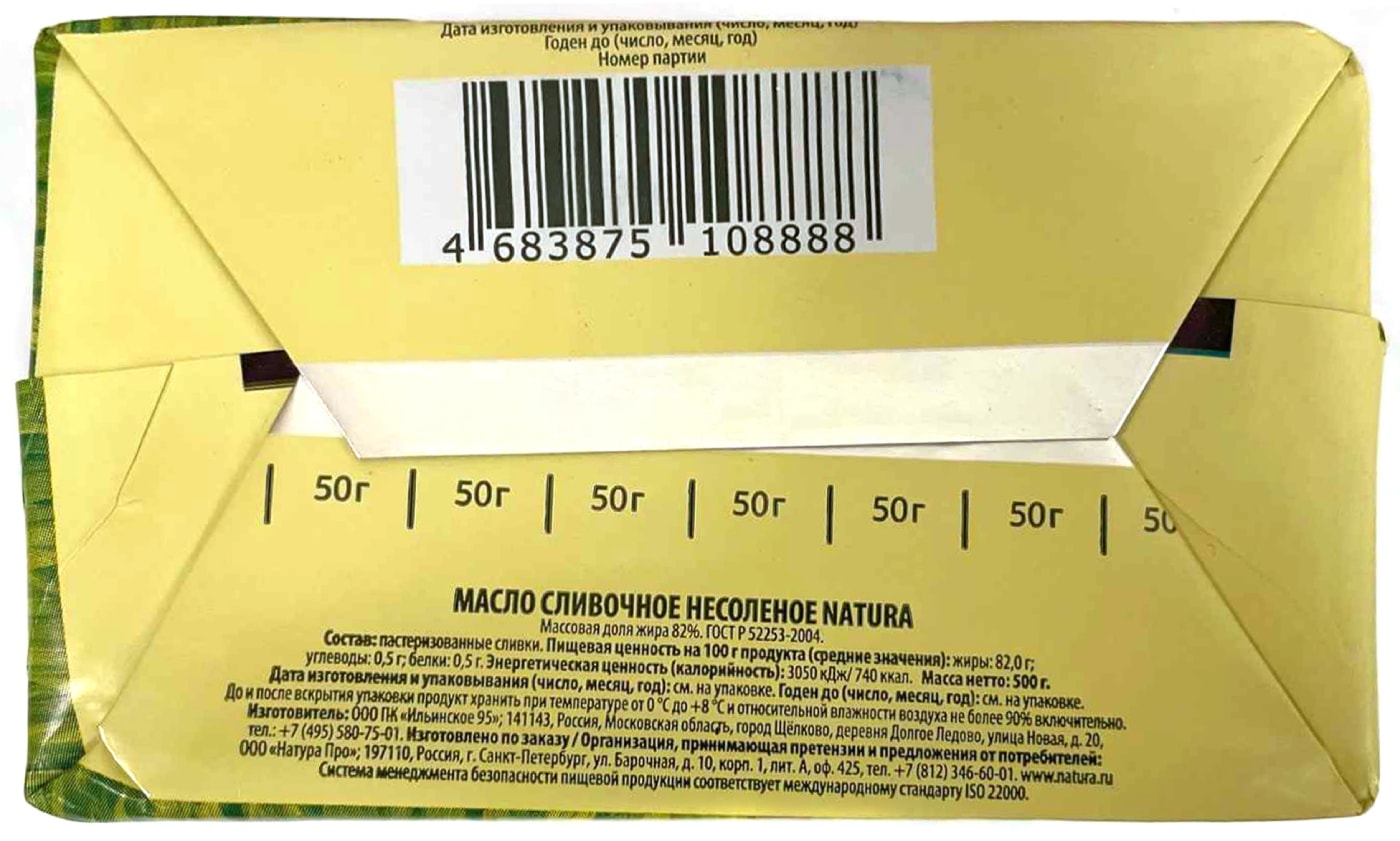 Дата изготовления и упаковывания (число, месяц, год)
Годен до (число, месяц, год)
Номер партии
4 683875 108888
50г 50г 50г 50г 50г 50г 50
МАСЛО СЛИВОЧНОЕ НЕСОЛЕНОЕ NATURA
Массовая доля жира 82%. ГОСТ Р 52253-2004.
Состав: пастеризованные сливки. Пищевая ценность на 100 г продукта (средние значения): жиры: 82,0 г;
углеводы: 0,5 г; белки: 0,5 г. Энергетическая ценность (калорийность): 3050 кДж/ 740 ккал. Масса нетто: 500 г.
Дата изготовления и упаковывания (число, месяц, год): см. на упаковке. Годен до (число, месяц, год): см. на упаковке.
До и после вскрытия упаковки продукт хранить при температуре от 0 °С до +8 °С и относительной влажности воздуха не более 90% включительно.
Изготовитель: ООО ПК «Ильинское 95»; 141143, Россия, Московская область, город Щёлково, деревня Долгое Ледово, улица Новая, д. 20,
тел.: +7 (495) 580-75-01. Изготовлено по заказу / Организация, принимающая претензии и предложения от потребителей:
ООО «Натура Про»; 197110, Россия, г. Санкт-Петербург, ул. Барочная, д. 10, корп. 1, лит. А, оф. 425, тел. +7 (812) 346-60-01. www.natura.ru
Система менеджмента безопасности пищевой продукции соответствует международному стандарту ISO 22000.